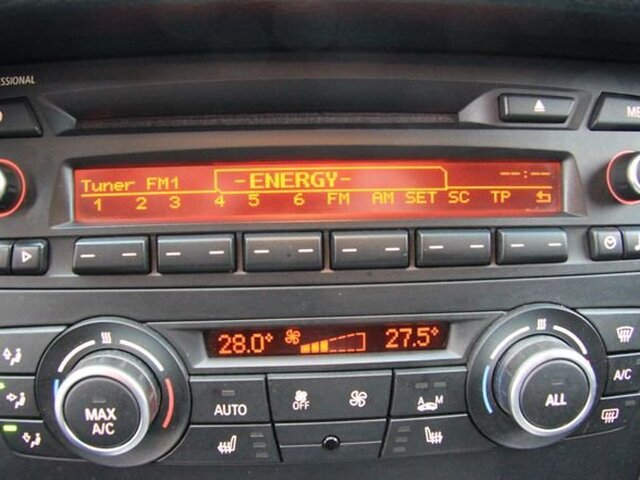 SSIONAL
Tuner FM1 -ENERGY- --:--
1 2 3 4 5 6 FM AM SET SC TP
28.0° 27.5°
MAX
A/C
AUTO
OFF
A M
ALL
A/C